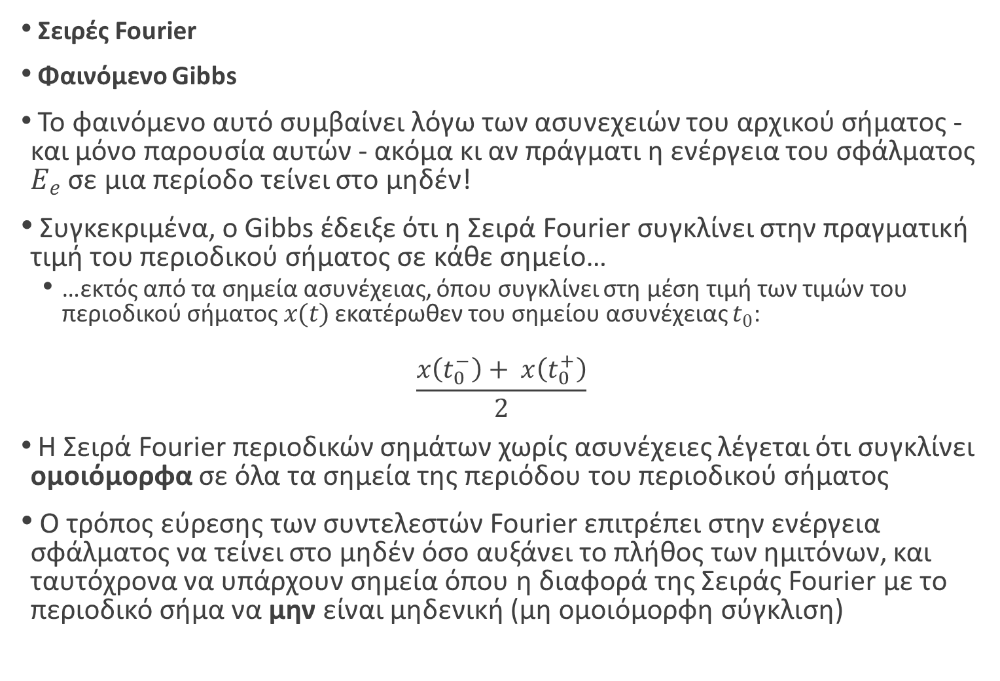 • Σειρές Fourier
• Φαινόμενο Gibbs
• Το φαινόμενο αυτό συμβαίνει λόγω των ασυνεχειών του αρχικού σήματος -
και μόνο παρουσία αυτών - ακόμα κι αν πράγματι η ενέργεια του σφάλματος
$E_e$ σε μια περίοδο τείνει στο μηδέν!
• Συγκεκριμένα, ο Gibbs έδειξε ότι η Σειρά Fourier συγκλίνει στην πραγματική
τιμή του περιοδικού σήματος σε κάθε σημείο…
• …εκτός από τα σημεία ασυνέχειας, όπου συγκλίνει στη μέση τιμή των τιμών του
περιοδικού σήματος $x(t)$ εκατέρωθεν του σημείου ασυνέχειας $t_0$:
$\frac{x(t_0^-) + x(t_0^+)}{2}$
• Η Σειρά Fourier περιοδικών σημάτων χωρίς ασυνέχειες λέγεται ότι συγκλίνει
ομοιόμορφα σε όλα τα σημεία της περιόδου του περιοδικού σήματος
• Ο τρόπος εύρεσης των συντελεστών Fourier επιτρέπει στην ενέργεια
σφάλματος να τείνει στο μηδέν όσο αυξάνει το πλήθος των ημιτόνων, και
ταυτόχρονα να υπάρχουν σημεία όπου η διαφορά της Σειράς Fourier με το
περιοδικό σήμα να μην είναι μηδενική (μη ομοιόμορφη σύγκλιση)